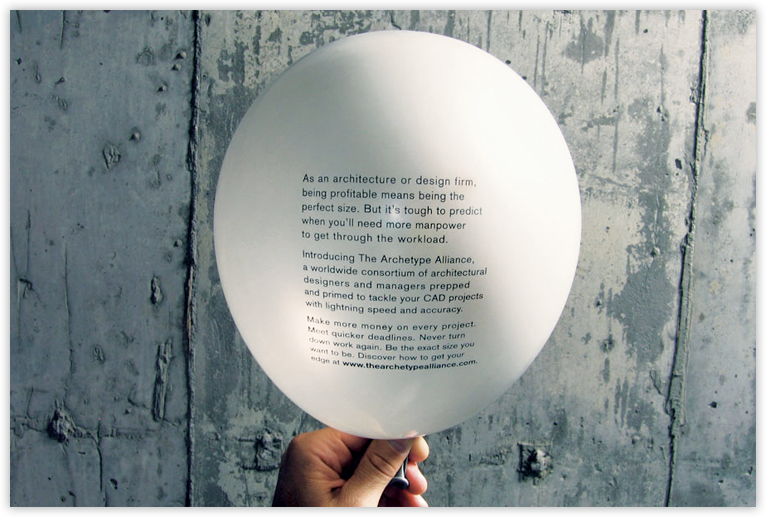 As an architecture or design firm,
being profitable means being the
perfect size. But it's tough to predict
when you'll need more manpower
to get through the workload.
Introducing The Archetype Alliance,
a worldwide consortium of architectural
designers and managers prepped
and primed to tackle your CAD projects
with lightning speed and accuracy.
Make more money on every project.
Meet quicker deadlines. Never turn
down work again. Be the exact size you
want to be. Discover how to get your
edge at www.thearchetypealliance.com.